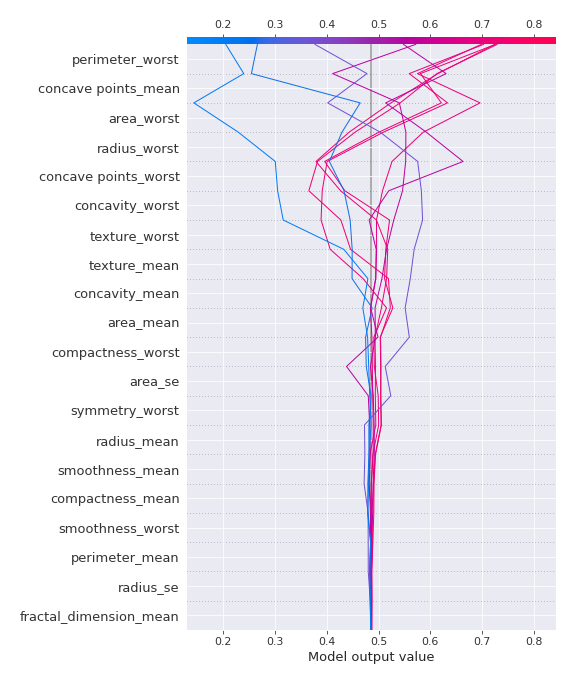 0.2 0.3 0.4 0.5 0.6 0.7 0.8
perimeter_worst
concave points_mean
area_worst
radius_worst
concave points_worst
concavity_worst
texture_worst
texture_mean
concavity_mean
area_mean
compactness_worst
area_se
symmetry_worst
radius_mean
smoothness_mean
compactness_mean
smoothness_worst
perimeter_mean
radius_se
fractal_dimension_mean
0.2 0.3 0.4 0.5 0.6 0.7 0.8
Model output value